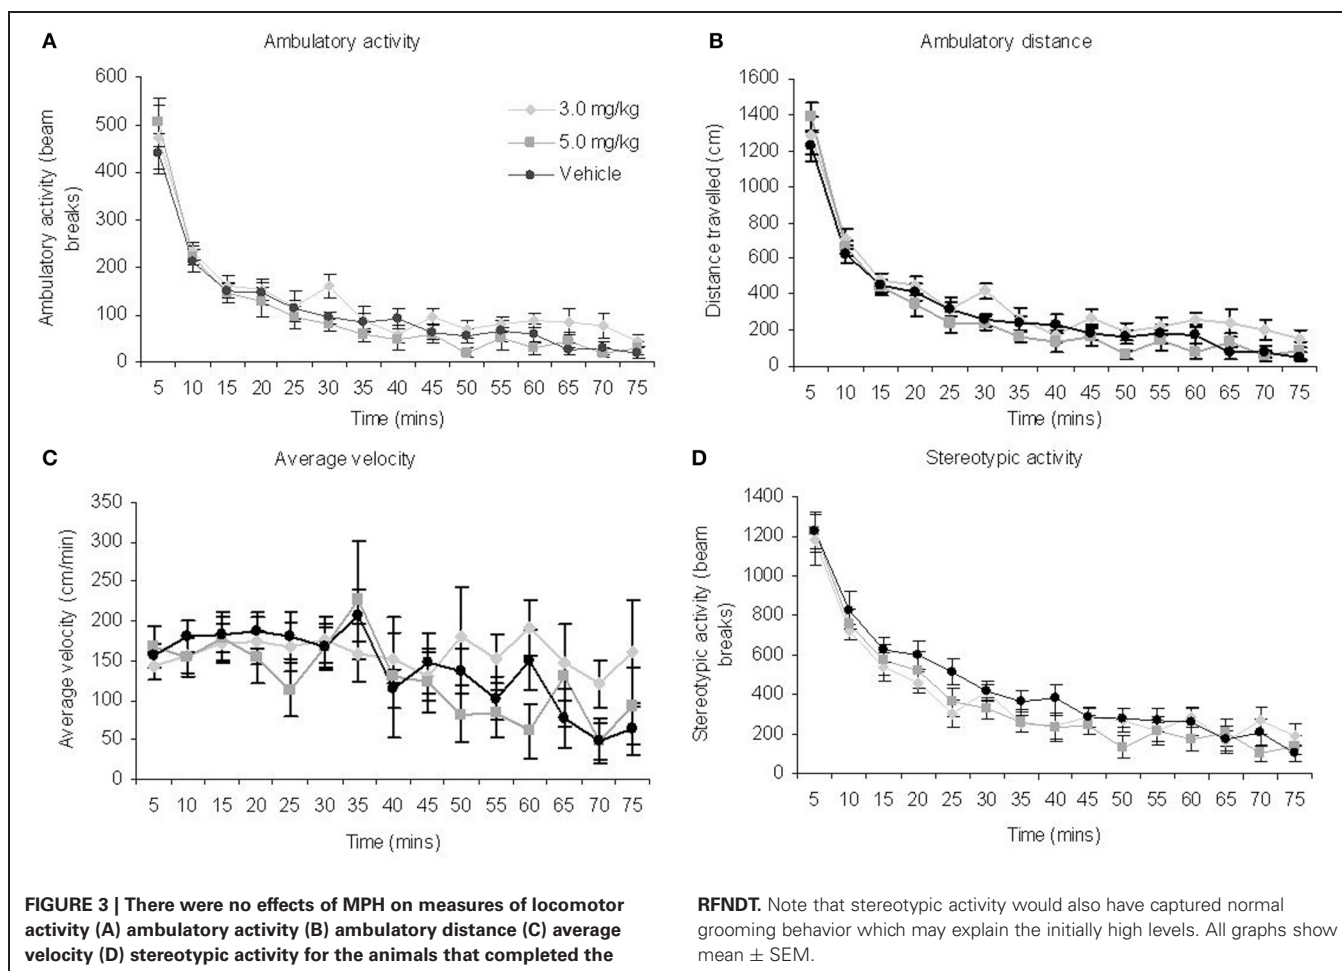 A
Ambulatory activity
Ambulatory activity (beam
breaks)
600
500
400
300
200
100
0
3.0 mg/kg
5.0 mg/kg
Vehicle
5 10 15 20 25 30 35 40 45 50 55 60 65 70 75
Time (mins)
B
Ambulatory distance
Distance travelled (cm)
1600
1400
1200
1000
800
600
400
200
0
5 10 15 20 25 30 35 40 45 50 55 60 65 70 75
Time (mins)
C
Average velocity
Average velocity (cm/min)
350
300
250
200
150
100
50
0
5 10 15 20 25 30 35 40 45 50 55 60 65 70 75
Time (mins)
D
Stereotypic activity
Stereotypic activity (beam
breaks)
1400
1200
1000
800
600
400
200
0
5 10 15 20 25 30 35 40 45 50 55 60 65 70 75
Time (mins)
FIGURE 3 | There were no effects of MPH on measures of locomotor
activity (A) ambulatory activity (B) ambulatory distance (C) average
velocity (D) stereotypic activity for the animals that completed the
RFNDT. Note that stereotypic activity would also have captured normal
grooming behavior which may explain the initially high levels. All graphs show
mean ± SEM.